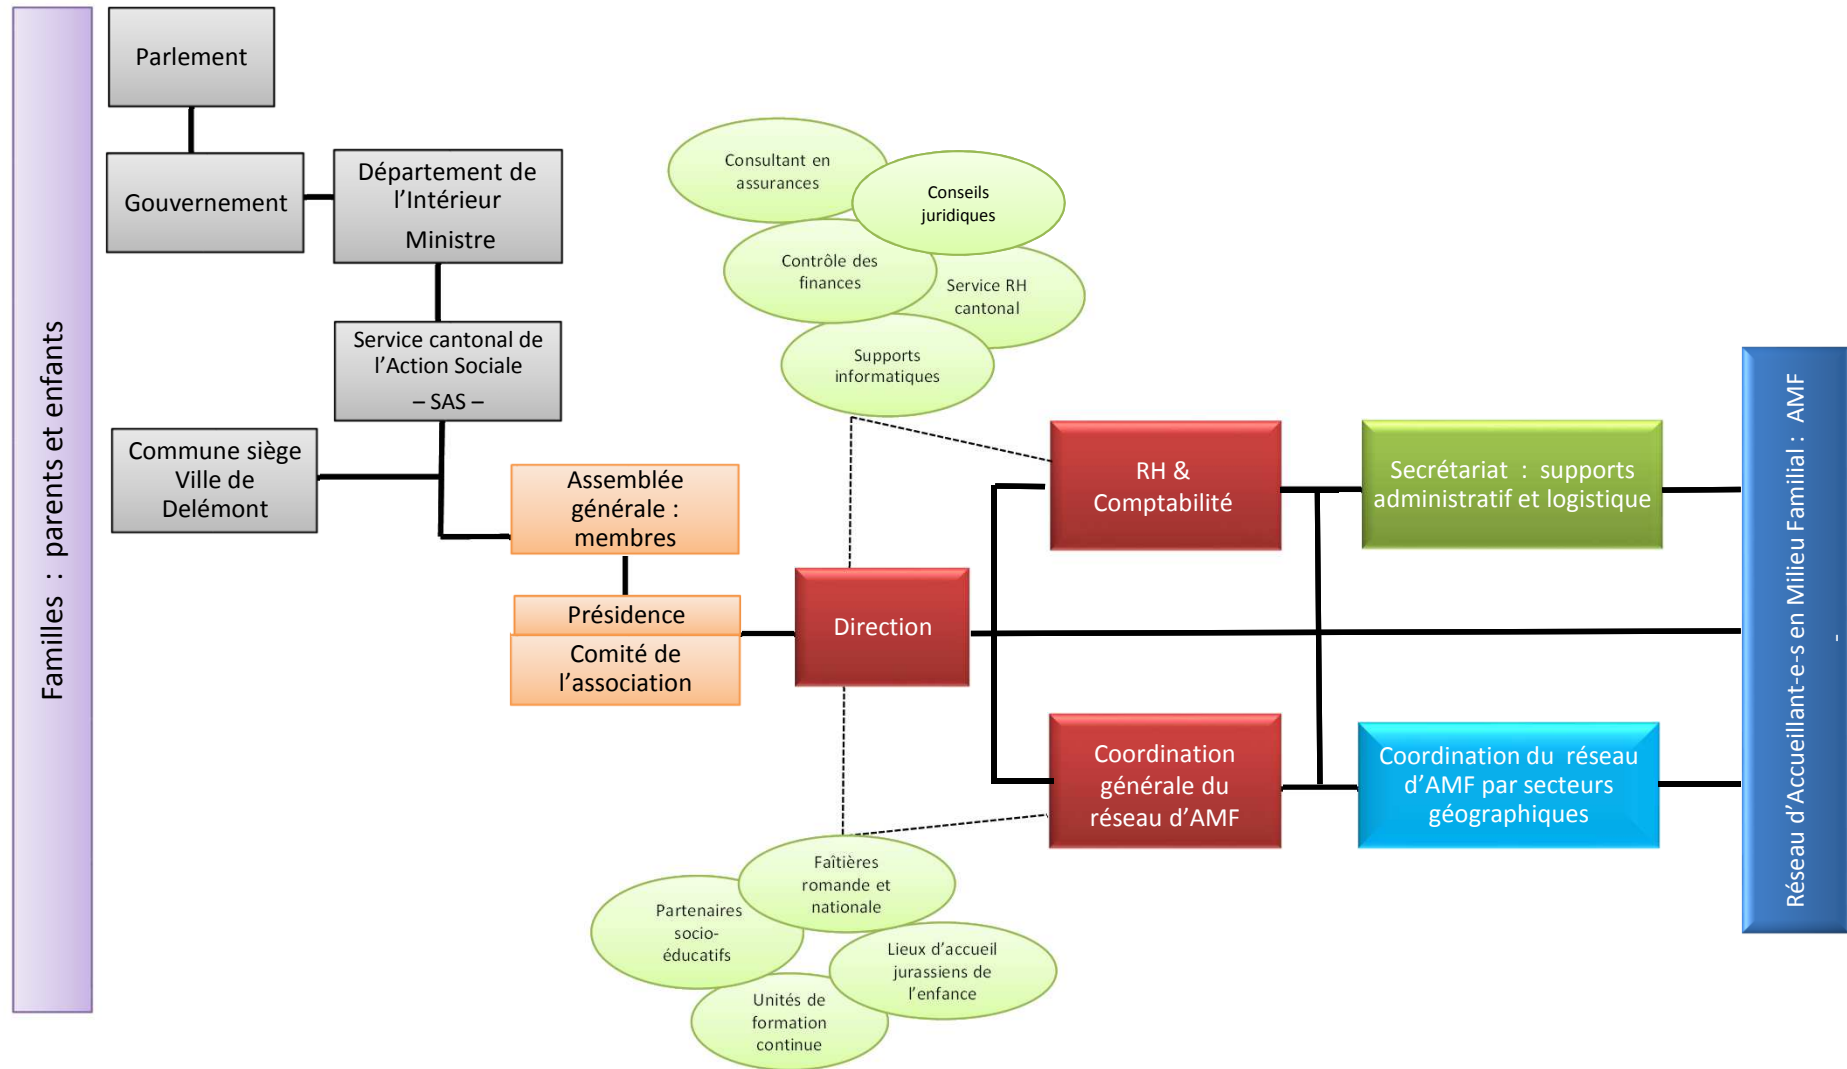 Familles : parents et enfants
Parlement
Gouvernement
Département de
l'Intérieur
Ministre
Service cantonal de
l'Action Sociale
– SAS –
Commune siège
Ville de
Delémont
Assemblée
générale :
membres
Présidence
Comité de
l'association
Consultant en
assurances
Conseils
juridiques
Contrôle des
finances
Service RH
cantonal
Supports
informatiques
Direction
RH &
Comptabilité
Secrétariat : supports
administratif et logistique
Coordination
générale du
réseau d'AMF
Coordination du réseau
d'AMF par secteurs
géographiques
Faîtières
romande et
nationale
Partenaires
socio-
éducatifs
Lieux d'accueil
jurassiens de
l'enfance
Unités de
formation
continue
Réseau d'Accueillant-e-s en Milieu Familial : AMF
-